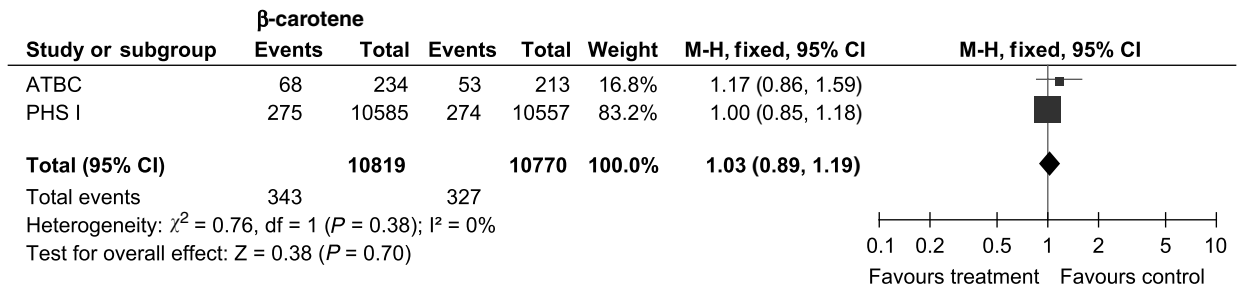 β-carotene
Study or subgroup Events Total Events Total Weight M-H, fixed, 95% CI M-H, fixed, 95% CI
ATBC 68 234 53 213 16.8% 1.17 (0.86, 1.59)
PHS I 275 10585 274 10557 83.2% 1.00 (0.85, 1.18)
Total (95% CI) 10819 10770 100.0% 1.03 (0.89, 1.19)
Total events 343 327
Heterogeneity: χ² = 0.76, df = 1 (P = 0.38); I² = 0%
Test for overall effect: Z = 0.38 (P = 0.70)
0.1 0.2 0.5 1 2 5 10
Favours treatment Favours control